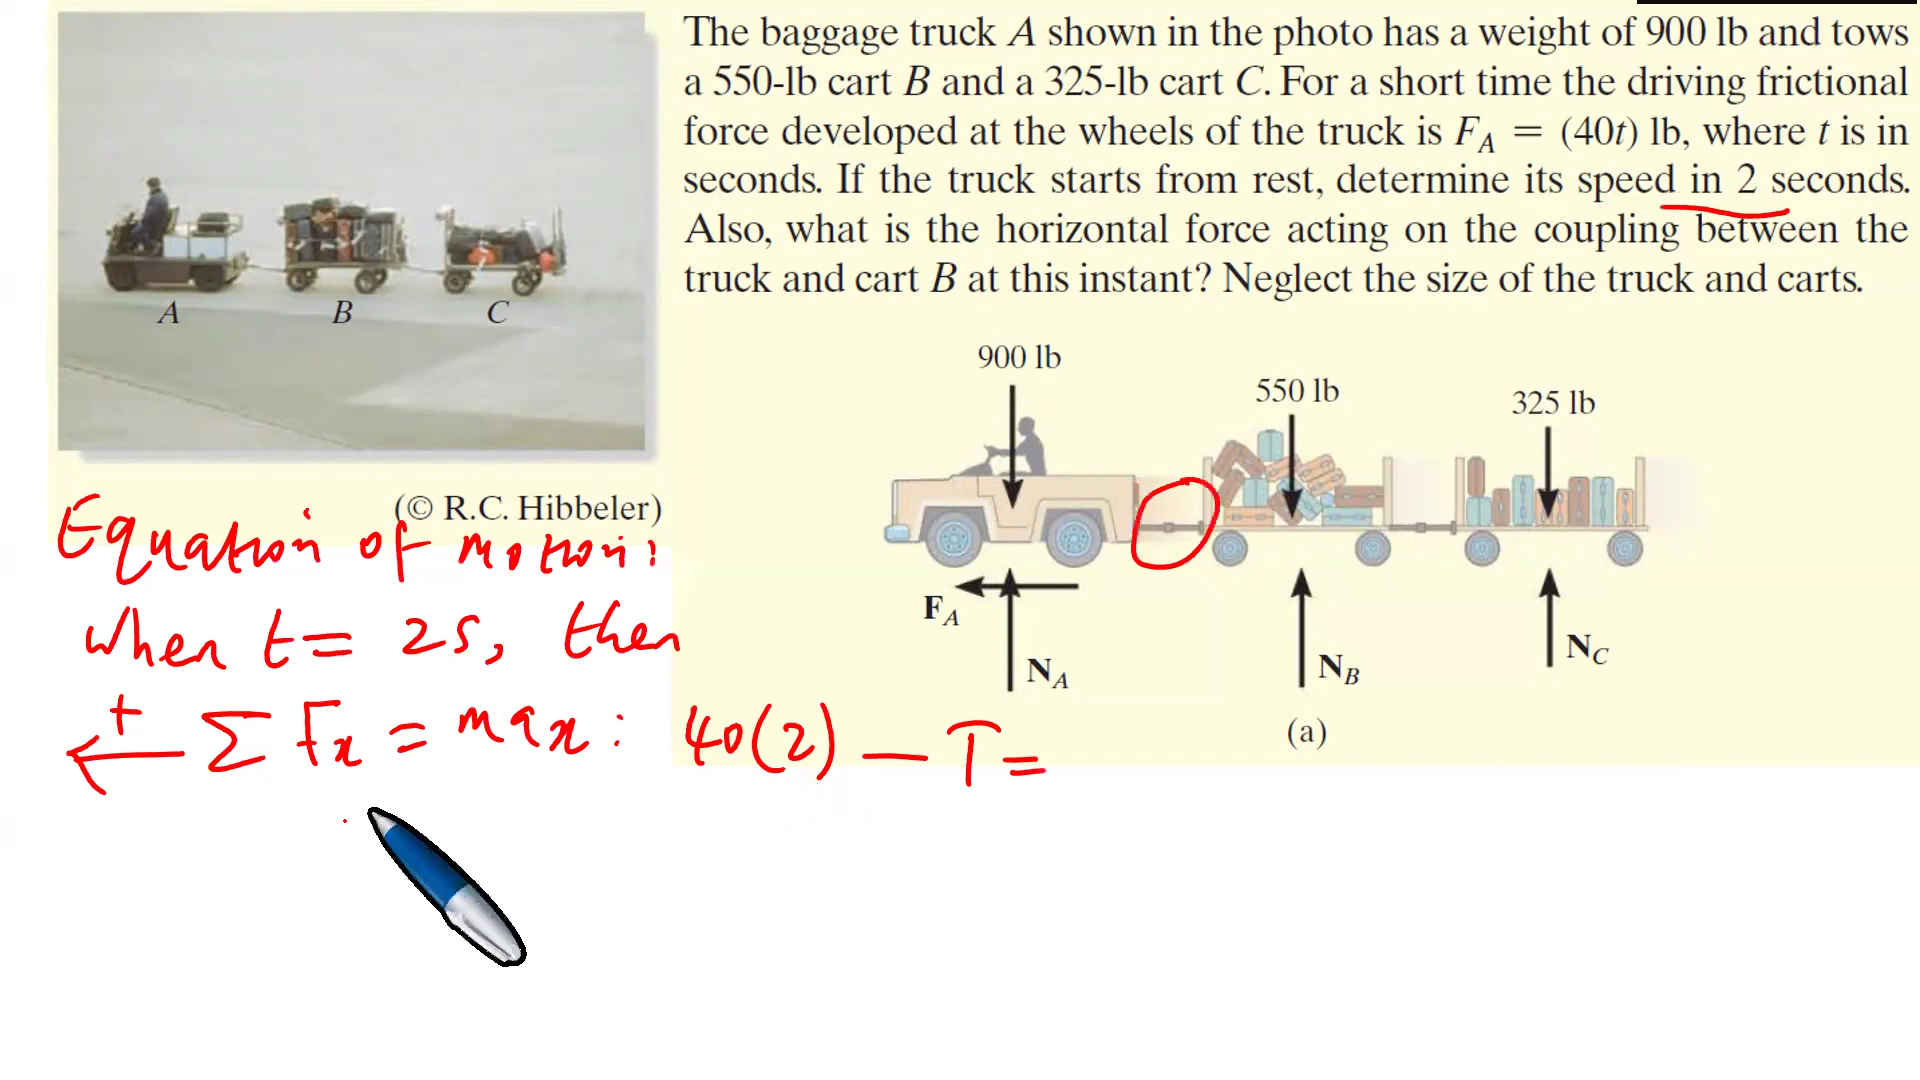 The baggage truck A shown in the photo has a weight of 900 lb and tows
a 550-lb cart B and a 325-lb cart C. For a short time the driving frictional
force developed at the wheels of the truck is F_A = (40t) lb, where t is in
seconds. If the truck starts from rest, determine its speed in 2 seconds.
Also, what is the horizontal force acting on the coupling between the
truck and cart B at this instant? Neglect the size of the truck and carts.
A B C
(© R.C. Hibbeler)
900 lb
550 lb
325 lb
F_A
N_A
N_B
N_C
(a)
Equation of motion:
when t = 2s, then
+ ← Σ Fx = max : 40(2) — T =